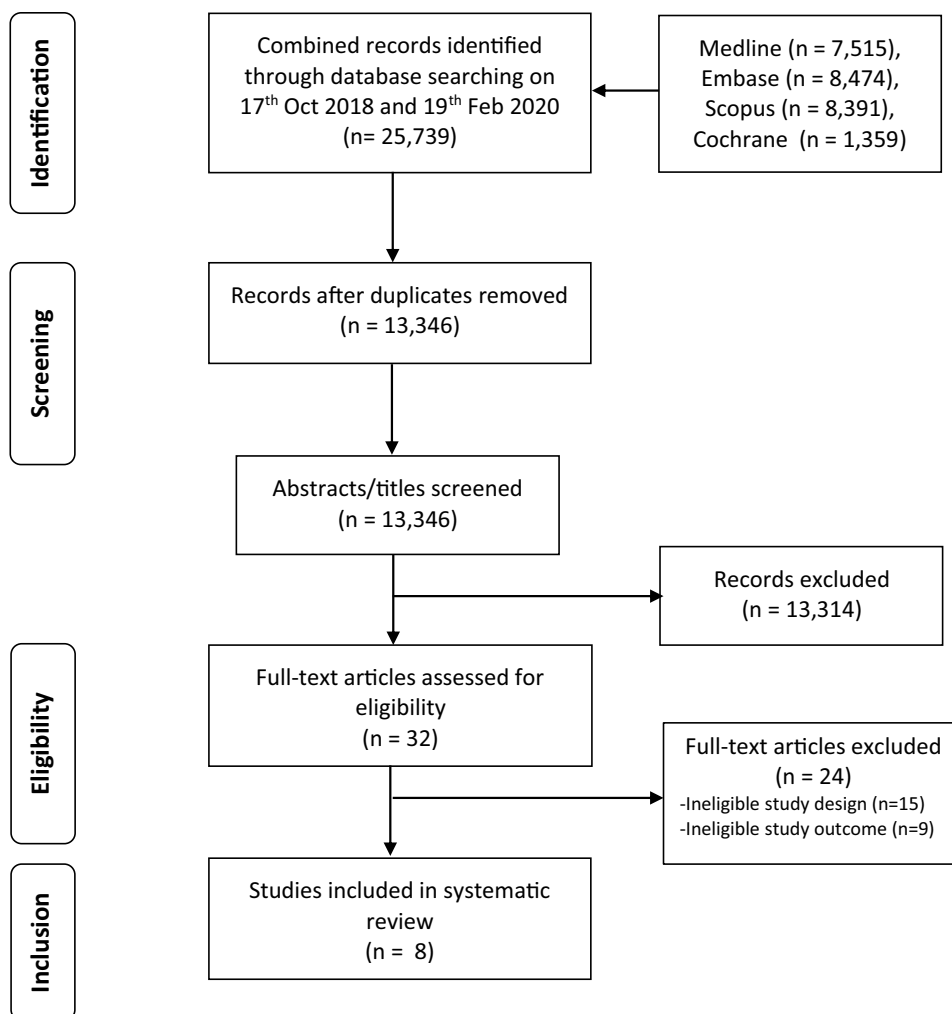 Identification
Combined records identified
through database searching on
17th Oct 2018 and 19th Feb 2020
(n= 25,739)
Medline (n = 7,515),
Embase (n = 8,474),
Scopus (n = 8,391),
Cochrane (n = 1,359)
Screening
Records after duplicates removed
(n = 13,346)
Abstracts/titles screened
(n = 13,346)
Records excluded
(n = 13,314)
Eligibility
Full-text articles assessed for
eligibility
(n = 32)
Full-text articles excluded
(n = 24)
-Ineligible study design (n=15)
-Ineligible study outcome (n=9)
Inclusion
Studies included in systematic
review
(n = 8)